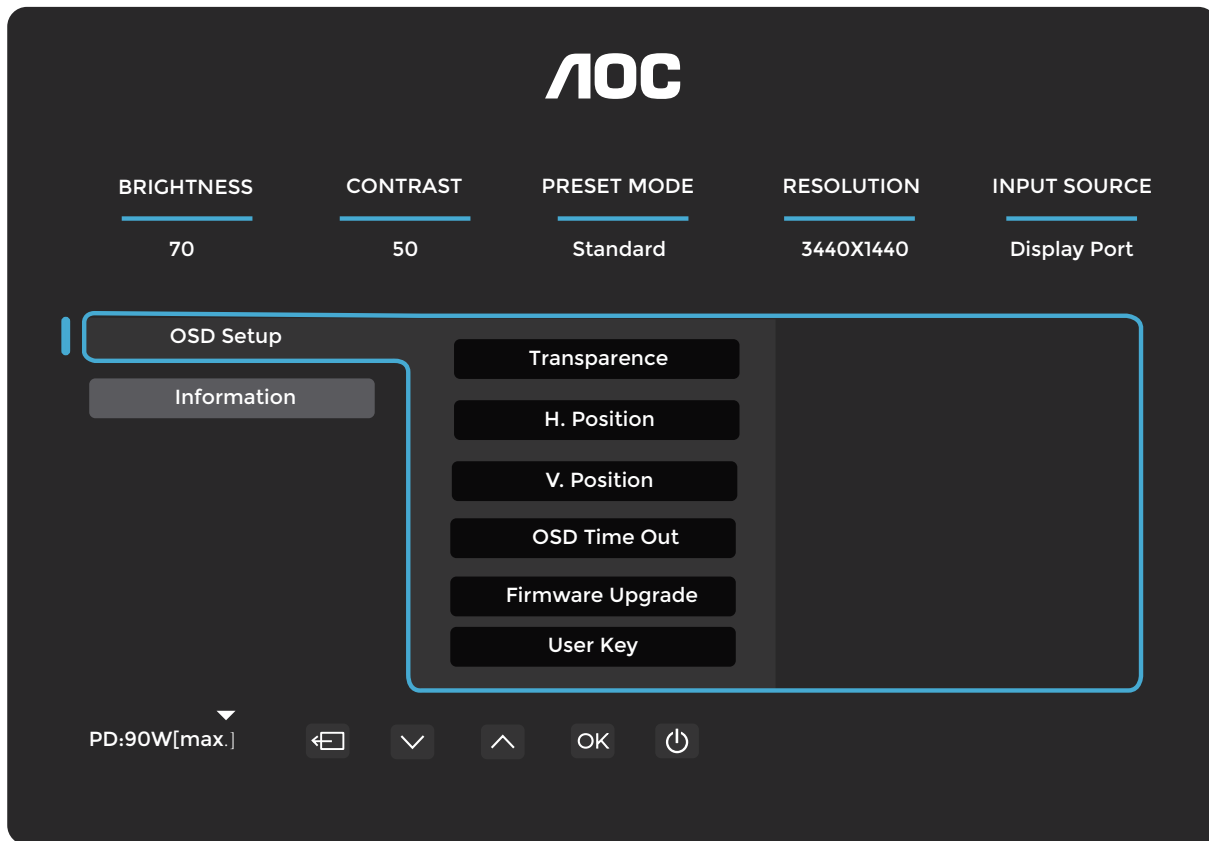 AOC
BRIGHTNESS CONTRAST PRESET MODE RESOLUTION INPUT SOURCE
70 50 Standard 3440X1440 Display Port
OSD Setup
Information
Transparence
H. Position
V. Position
OSD Time Out
Firmware Upgrade
User Key
PD:90W[max.] OK